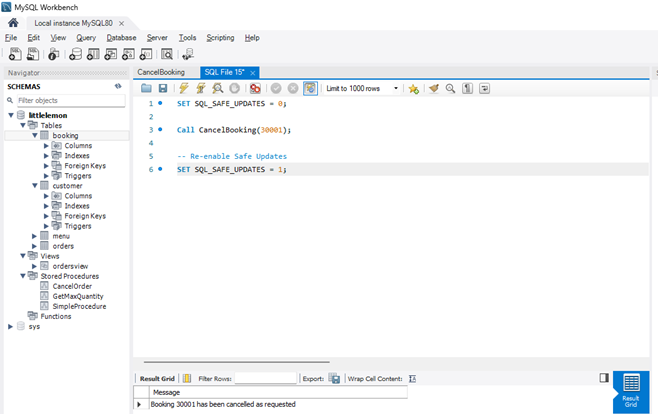 MySQL Workbench
Local instance MySQL80 ×
File Edit View Query Database Server Tools Scripting Help
Navigator
SCHEMAS
Filter objects
littlelemon
Tables
booking
Columns
Indexes
Foreign Keys
Triggers
customer
Columns
Indexes
Foreign Keys
Triggers
menu
orders
Views
ordersview
Stored Procedures
CancelOrder
GetMaxQuantity
SimpleProcedure
Functions
sys
CancelBooking SQL File 15* ×
Limit to 1000 rows
1 SET SQL_SAFE_UPDATES = 0;
2
3 Call CancelBooking(30001);
4
5 -- Re-enable Safe Updates
6 SET SQL_SAFE_UPDATES = 1;
Result Grid Filter Rows: Export: Wrap Cell Content:
Message
Booking 30001 has been cancelled as requested
Result
Grid